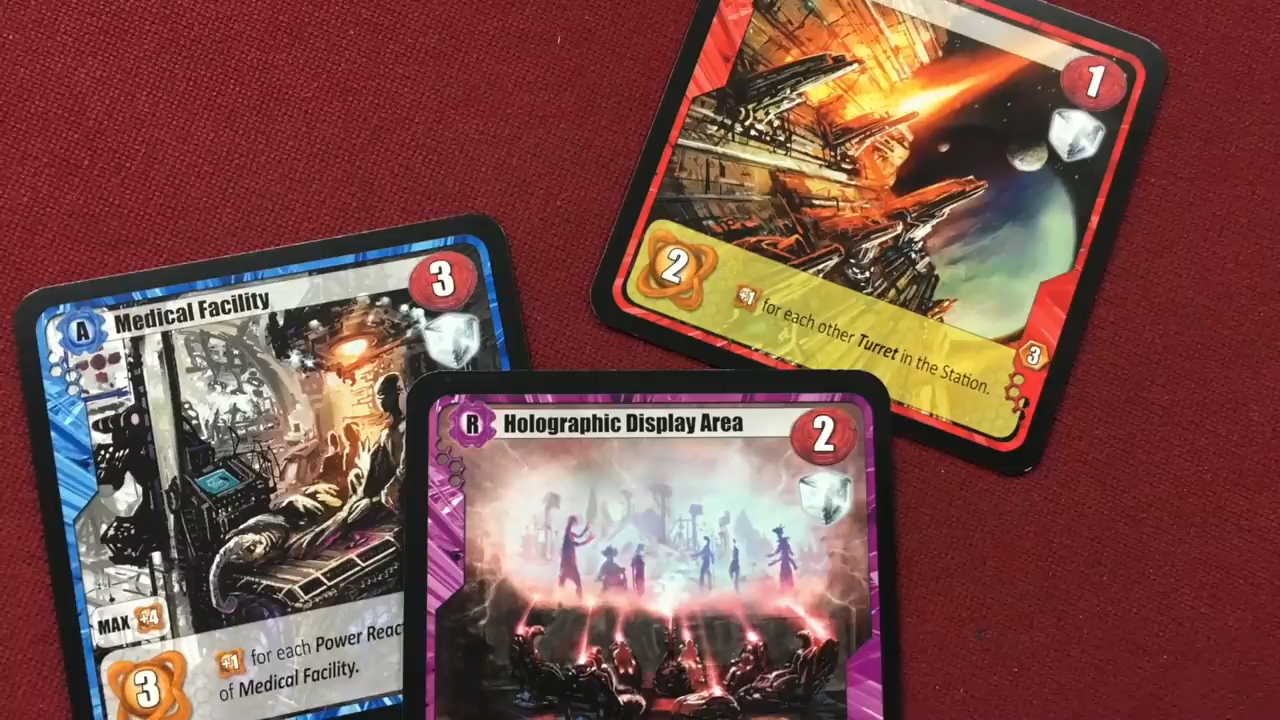 1
2
+1 for each other Turret in the Station.
3
A Medical Facility
3
MAX +4
3
+1 for each Power
of Medical Facility.
R Holographic Display Area
2